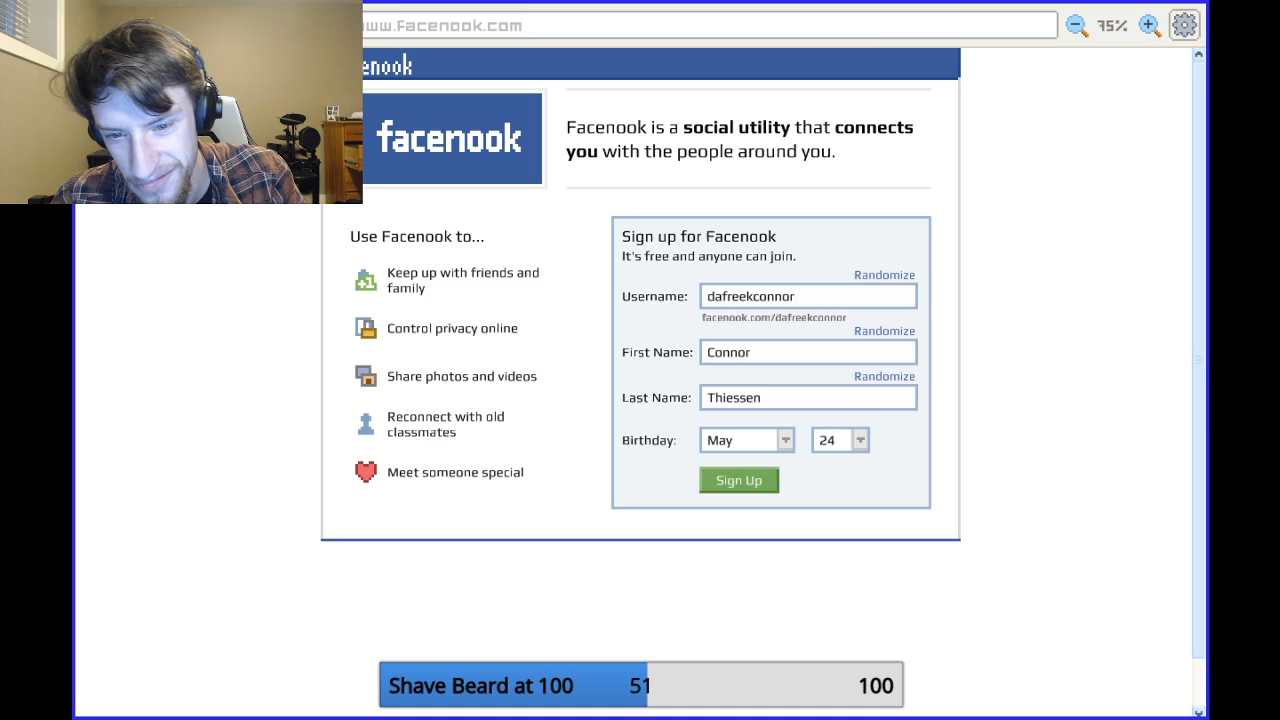 ww.Facenook.com
75%
enook
facenook
Facenook is a social utility that connects
you with the people around you.
Use Facenook to...
Keep up with friends and
family
Control privacy online
Share photos and videos
Reconnect with old
classmates
Meet someone special
Sign up for Facenook
It's free and anyone can join.
Randomize
Username: dafreekconnor
facenook.com/dafreekconnor
Randomize
First Name: Connor
Randomize
Last Name: Thiessen
Birthday: May 24
Sign Up
Shave Beard at 100 51 100